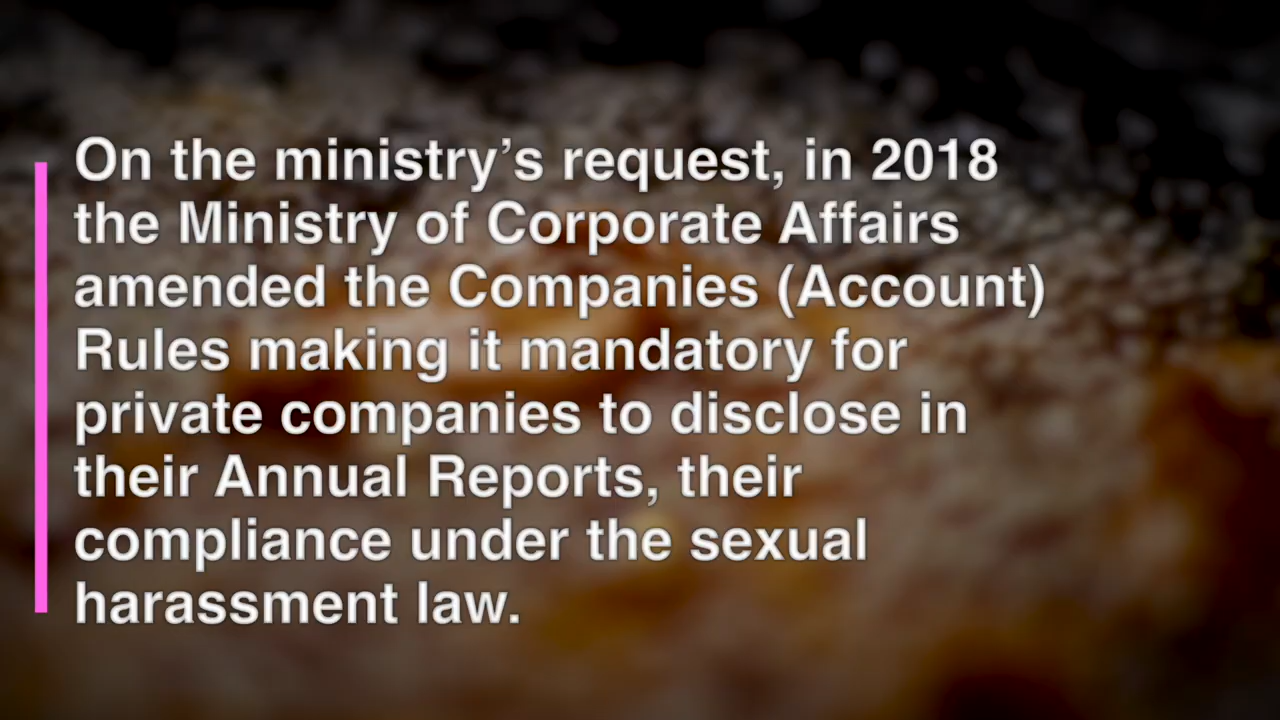 On the ministry’s request, in 2018
the Ministry of Corporate Affairs
amended the Companies (Account)
Rules making it mandatory for
private companies to disclose in
their Annual Reports, their
compliance under the sexual
harassment law.